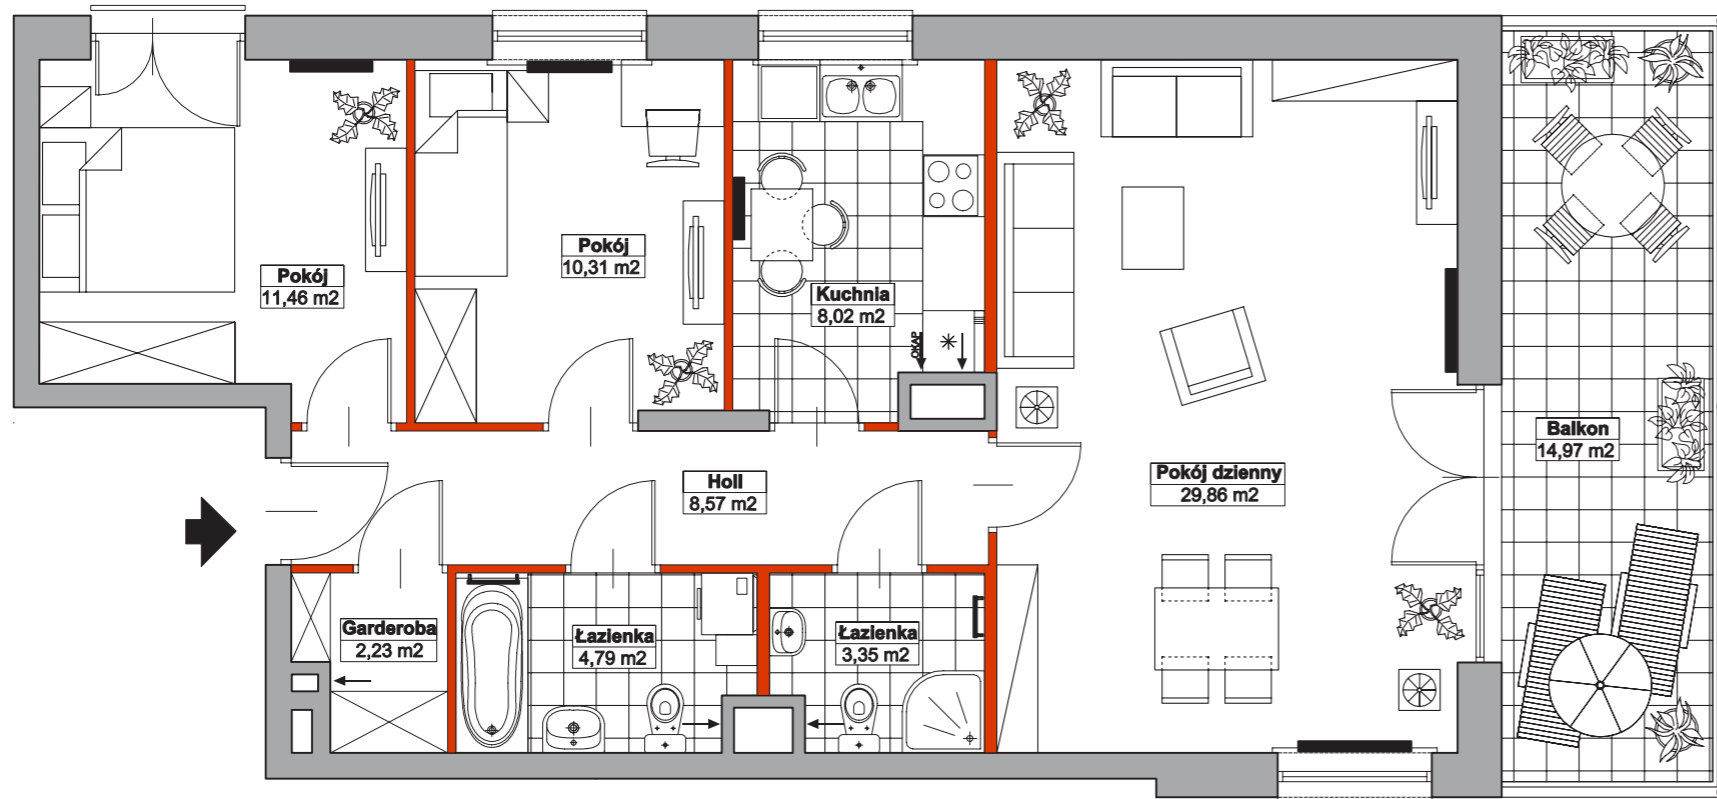 Pokój
11,46 m2
Pokój
10,31 m2
Kuchnia
8,02 m2
OKAP
Holl
8,57 m2
Pokój dzienny
29,86 m2
Balkon
14,97 m2
Garderoba
2,23 m2
Łazienka
4,79 m2
Łazienka
3,35 m2